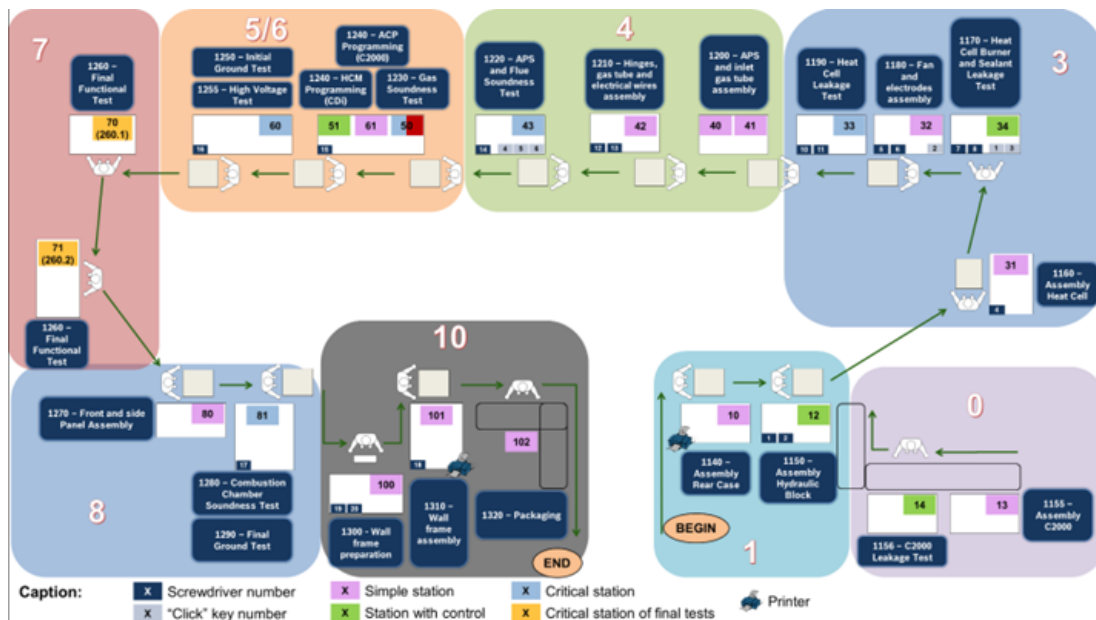 7
1260 –
Final
Functional
Test
70
(260.1)
71
(260.2)
1260 –
Final
Functional
Test
5/6
1250 – Initial
Ground Test
1255 – High Voltage
Test
1240 – ACP
Programming
(C2000)
1240 – HCM
Programming
(CDi)
1230 – Gas
Soundness
Test
60
16
51
61
50
15
4
1220 – APS
and Flue
Soundness
Test
1210 – Hinges,
gas tube and
electrical wires
assembly
1200 – APS
and inlet
gas tube
assembly
43
14
4
5
6
42
12
13
40
41
3
1190 – Heat
Cell
Leakage
Test
1180 – Fan
and
electrodes
assembly
1170 – Heat
Cell Burner
and Sealant
Leakage
Test
33
10
11
32
5
6
2
34
7
8
1
3
31
4
1160 –
Assembly
Heat Cell
8
1270 – Front and side
Panel Assembly
80
81
17
1280 – Combustion
Chamber
Soundness Test
1290 – Final
Ground Test
10
100
19
20
1300 – Wall
frame
preparation
101
18
1310 –
Wall
frame
assembly
102
1320 – Packaging
END
1
10
12
1
2
1140 –
Assembly
Rear Case
1150 –
Assembly
Hydraulic
Block
BEGIN
0
14
13
1156 – C2000
Leakage Test
1155 –
Assembly
C2000
Caption:
X Screwdriver number
X Simple station
X Critical station
Printer
X "Click" key number
X Station with control
X Critical station of final tests